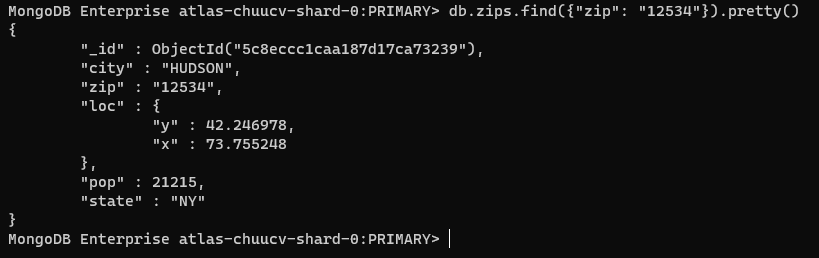 MongoDB Enterprise atlas-chuucv-shard-0:PRIMARY> db.zips.find({"zip": "12534"}).pretty()
{
        "_id" : ObjectId("5c8eccc1caa187d17ca73239"),
        "city" : "HUDSON",
        "zip" : "12534",
        "loc" : {
                "y" : 42.246978,
                "x" : 73.755248
        },
        "pop" : 21215,
        "state" : "NY"
}
MongoDB Enterprise atlas-chuucv-shard-0:PRIMARY>